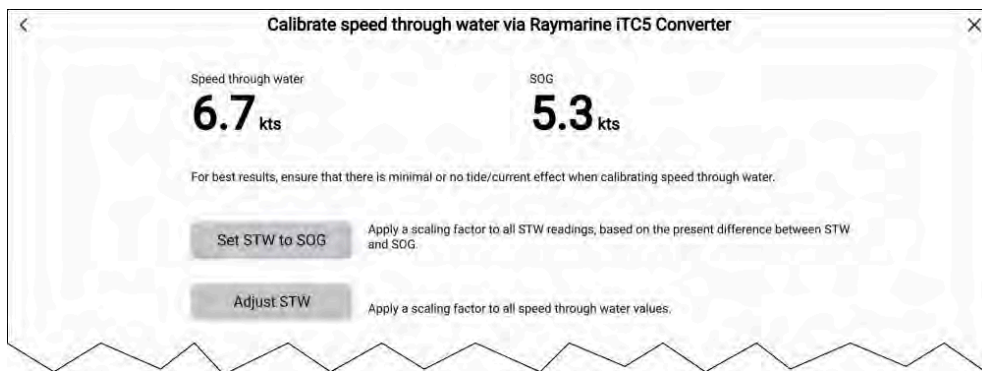 Calibrate speed through water via Raymarine iTC5 Converter
Speed through water
SOG
6.7 kts
5.3 kts
For best results, ensure that there is minimal or no tide/current effect when calibrating speed through water.
Set STW to SOG
Apply a scaling factor to all STW readings, based on the present difference between STW
and SOG.
Adjust STW
Apply a scaling factor to all speed through water values.